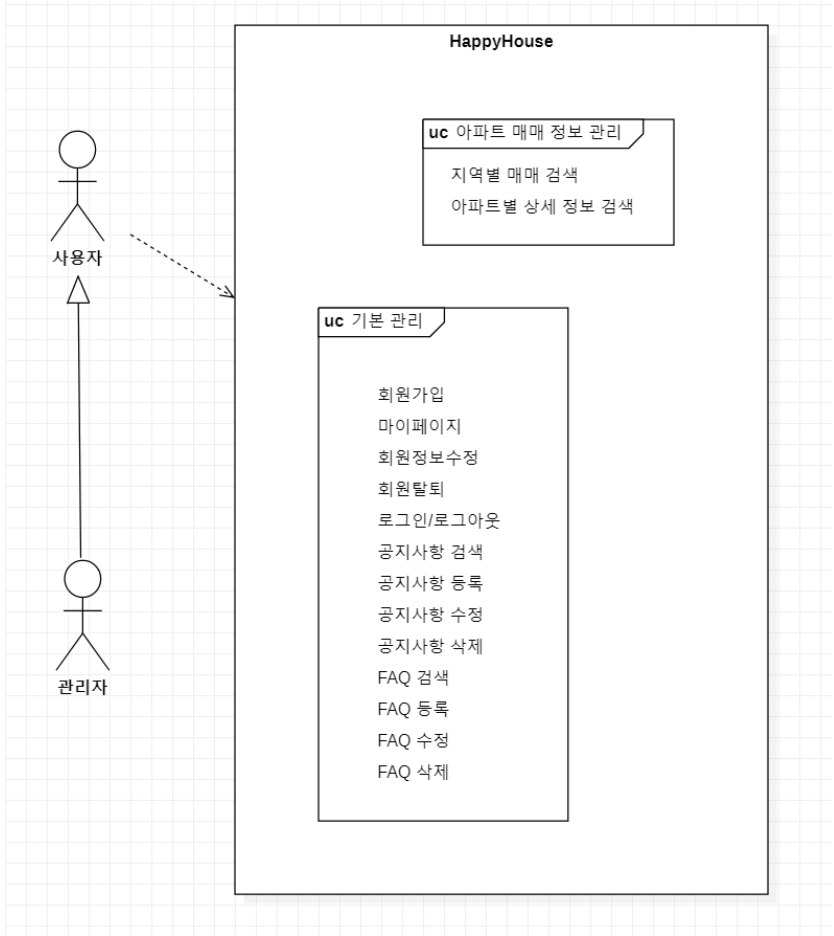 HappyHouse
uc 아파트 매매 정보 관리
지역별 매매 검색
아파트별 상세 정보 검색
사용자
uc 기본 관리
회원가입
마이페이지
회원정보수정
회원탈퇴
로그인/로그아웃
공지사항 검색
공지사항 등록
공지사항 수정
공지사항 삭제
FAQ 검색
FAQ 등록
FAQ 수정
FAQ 삭제
관리자